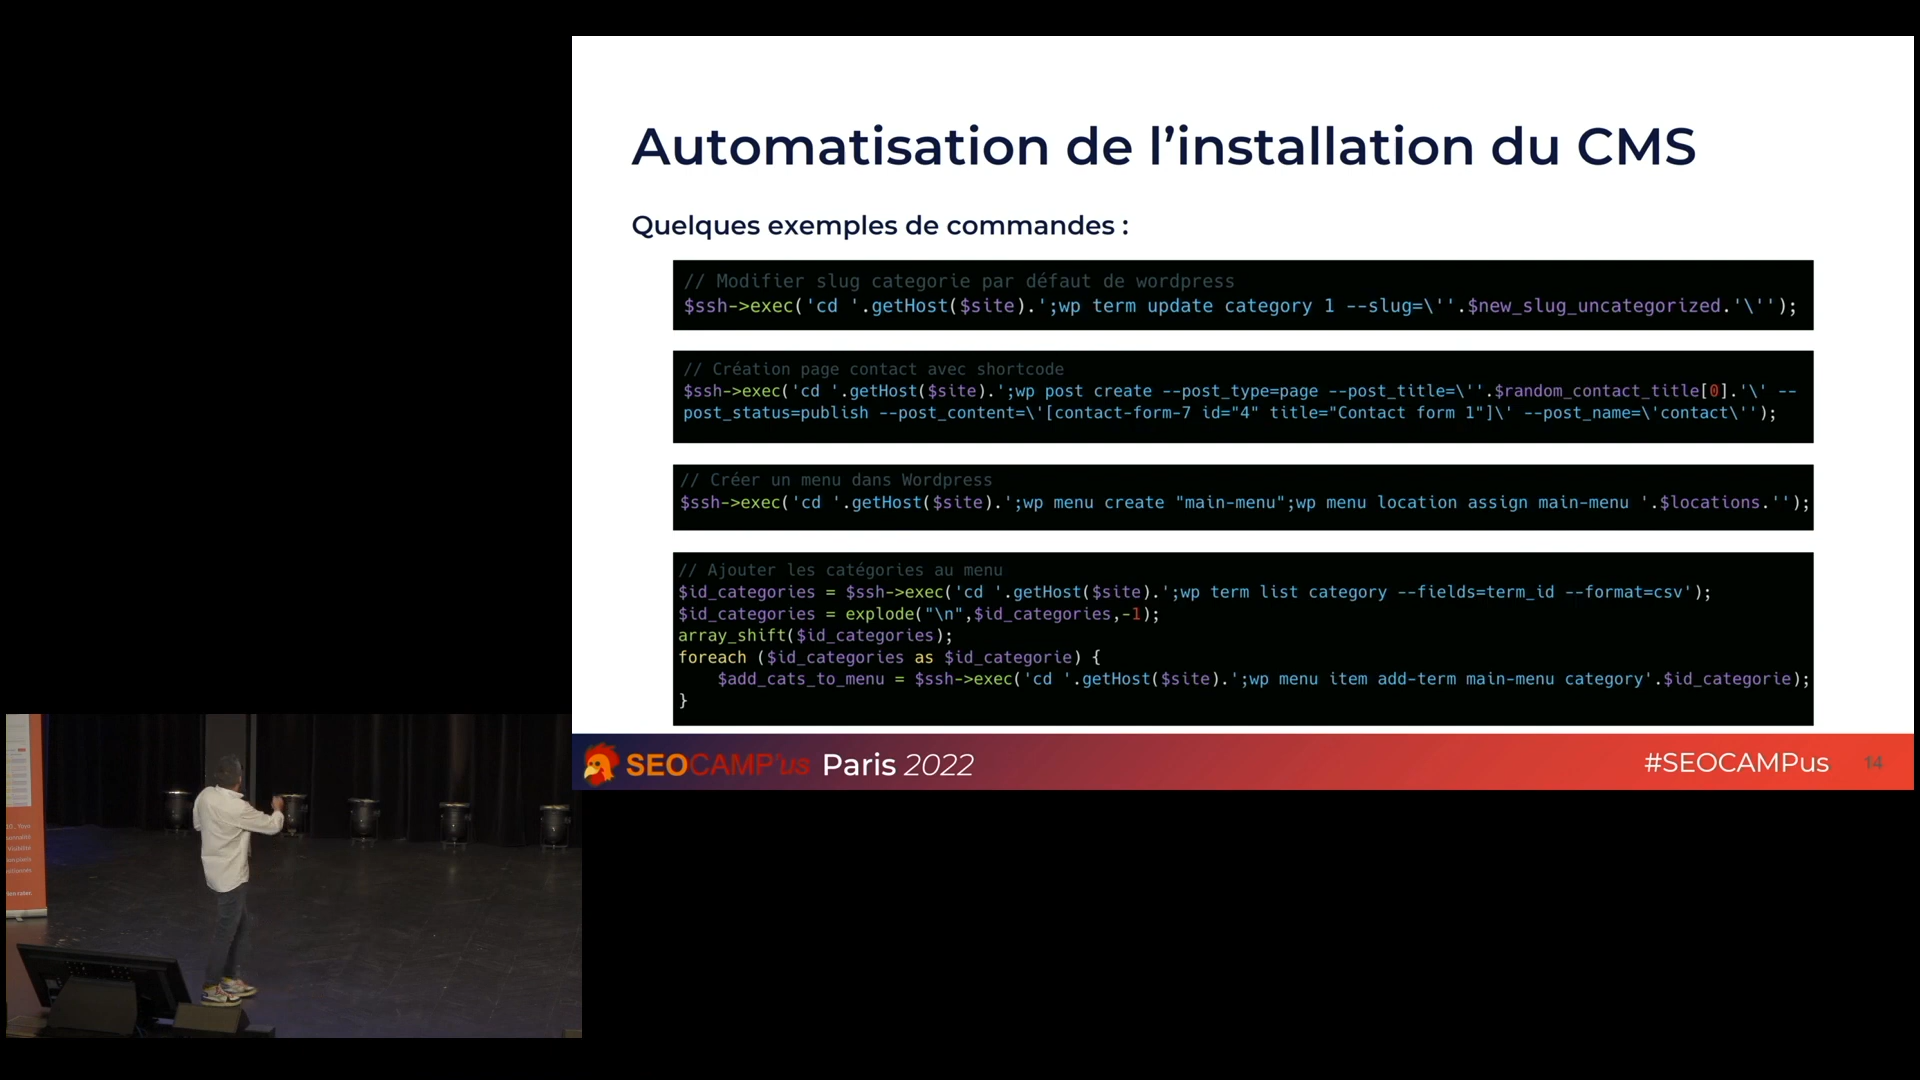 Automatisation de l’installation du CMS
Quelques exemples de commandes :
// Modifier slug categorie par défaut de wordpress
$ssh->exec('cd '.getHost($site).';wp term update category 1 --slug=\''.$new_slug_uncategorized.'\'');
// Création page contact avec shortcode
$ssh->exec('cd '.getHost($site).';wp post create --post_type=page --post_title=\''.$random_contact_title[0].'\' --
post_status=publish --post_content=\'[contact-form-7 id="4" title="Contact form 1"]\' --post_name=\'contact\'');
// Créer un menu dans Wordpress
$ssh->exec('cd '.getHost($site).';wp menu create "main-menu";wp menu location assign main-menu '.$locations.'');
// Ajouter les catégories au menu
$id_categories = $ssh->exec('cd '.getHost($site).';wp term list category --fields=term_id --format=csv');
$id_categories = explode("\n",$id_categories,-1);
array_shift($id_categories);
foreach ($id_categories as $id_categorie) {
$add_cats_to_menu = $ssh->exec('cd '.getHost($site).';wp menu item add-term main-menu category'.$id_categorie);
}
SEOCAMP'us Paris 2022
#SEOCAMPus 14